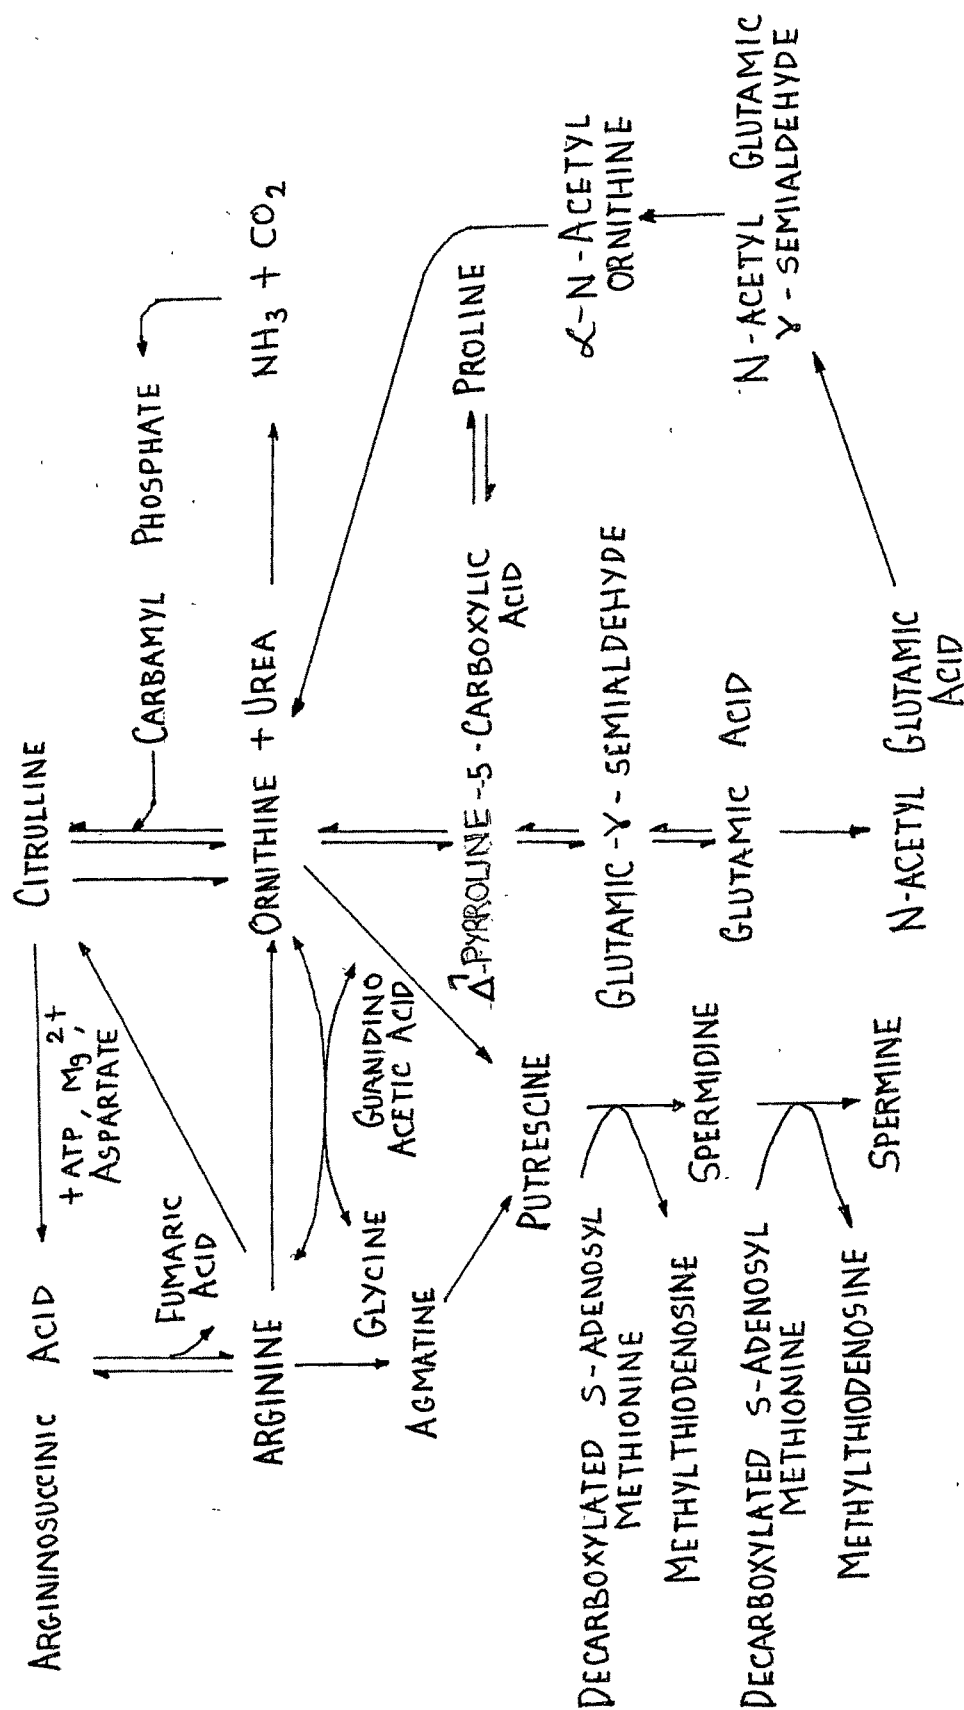 ARGININOSUCCINIC ACID
CITRULLINE
+ ATP, Mg2+,
ASPARTATE
FUMARIC
ACID
CARBAMYL PHOSPHATE
ARGININE
ORNITHINE + UREA
NH3 + CO2
GLYCINE
GUANIDINO
ACETIC ACID
AGMATINE
PUTRESCINE
Δ1-PYRROLINE-5-CARBOXYLIC
ACID
PROLINE
DECARBOXYLATED S-ADENOSYL
METHIONINE
METHYLTHIODENOSINE
SPERMIDINE
GLUTAMIC-γ-SEMIALDEHYDE
α-N-ACETYL
ORNITHINE
GLUTAMIC ACID
N-ACETYL GLUTAMIC
γ-SEMIALDEHYDE
DECARBOXYLATED S-ADENOSYL
METHIONINE
METHYLTHIODENOSINE
SPERMINE
N-ACETYL GLUTAMIC
ACID